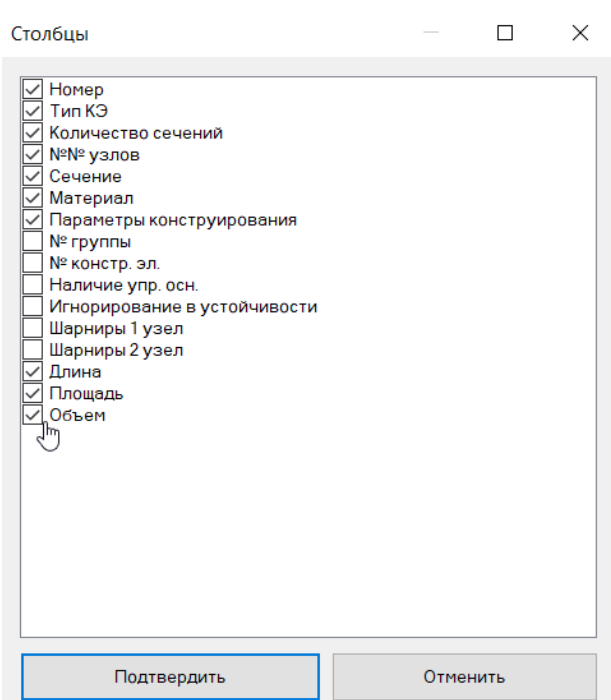 Столбцы
Номер
Тип КЭ
Количество сечений
№№ узлов
Сечение
Материал
Параметры конструирования
№ группы
№ констр. эл.
Наличие упр. осн.
Игнорирование в устойчивости
Шарниры 1 узел
Шарниры 2 узел
Длина
Площадь
Объем
Подтвердить
Отменить